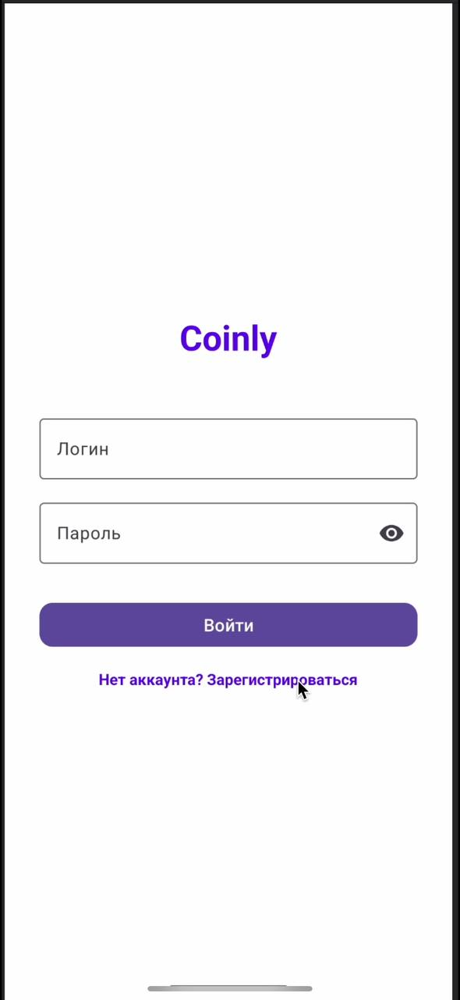 Coinly
Логин
Пароль
Войти
Нет аккаунта? Зарегистрироваться